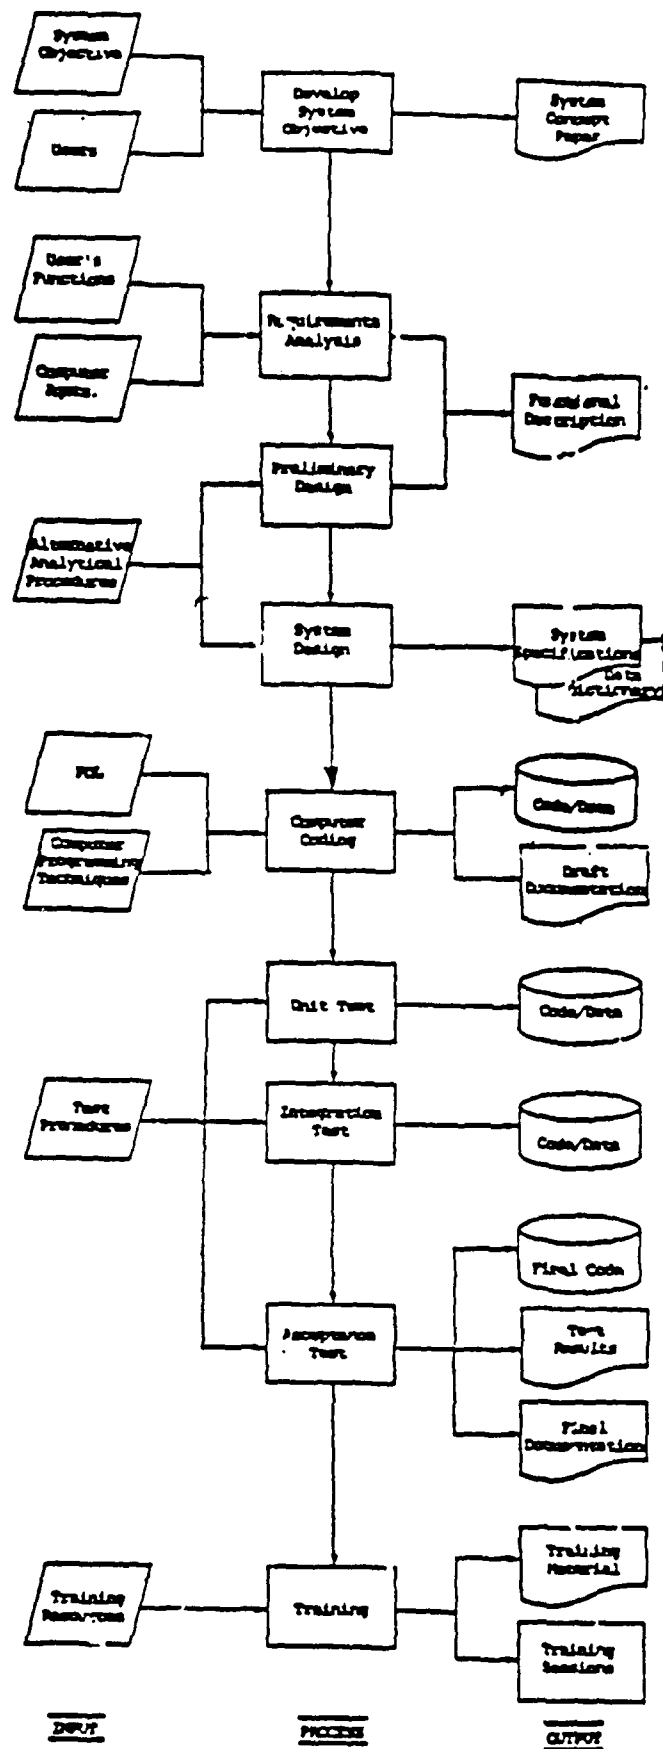 System
Objective
Users
Develop
System
Objective
System
Concept
Paper
User's
Functions
Computer
Rqmts.
Requirements
Analysis
Functional
Description
Preliminary
Design
Alternative
Analytical
Procedures
System
Design
System
Specifications
Data
Dictionary
Computer
Programming
Techniques
Computer
Coding
Code/Data
Draft
Documentation
Unit Test
Code/Data
Test
Procedures
Integration
Test
Code/Data
Acceptance
Test
Final Code
Test
Results
Final
Documentation
Training
Resources
Training
Training
Material
Training
Sessions
INPUT
PROCESS
OUTPUT